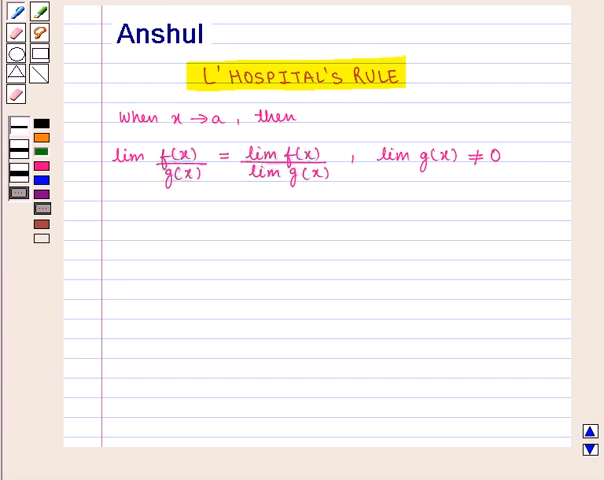 Anshul
L'HOSPITAL'S RULE
When x → a, then
lim f(x)/g(x) = lim f(x)/lim g(x) , lim g(x) ≠ 0